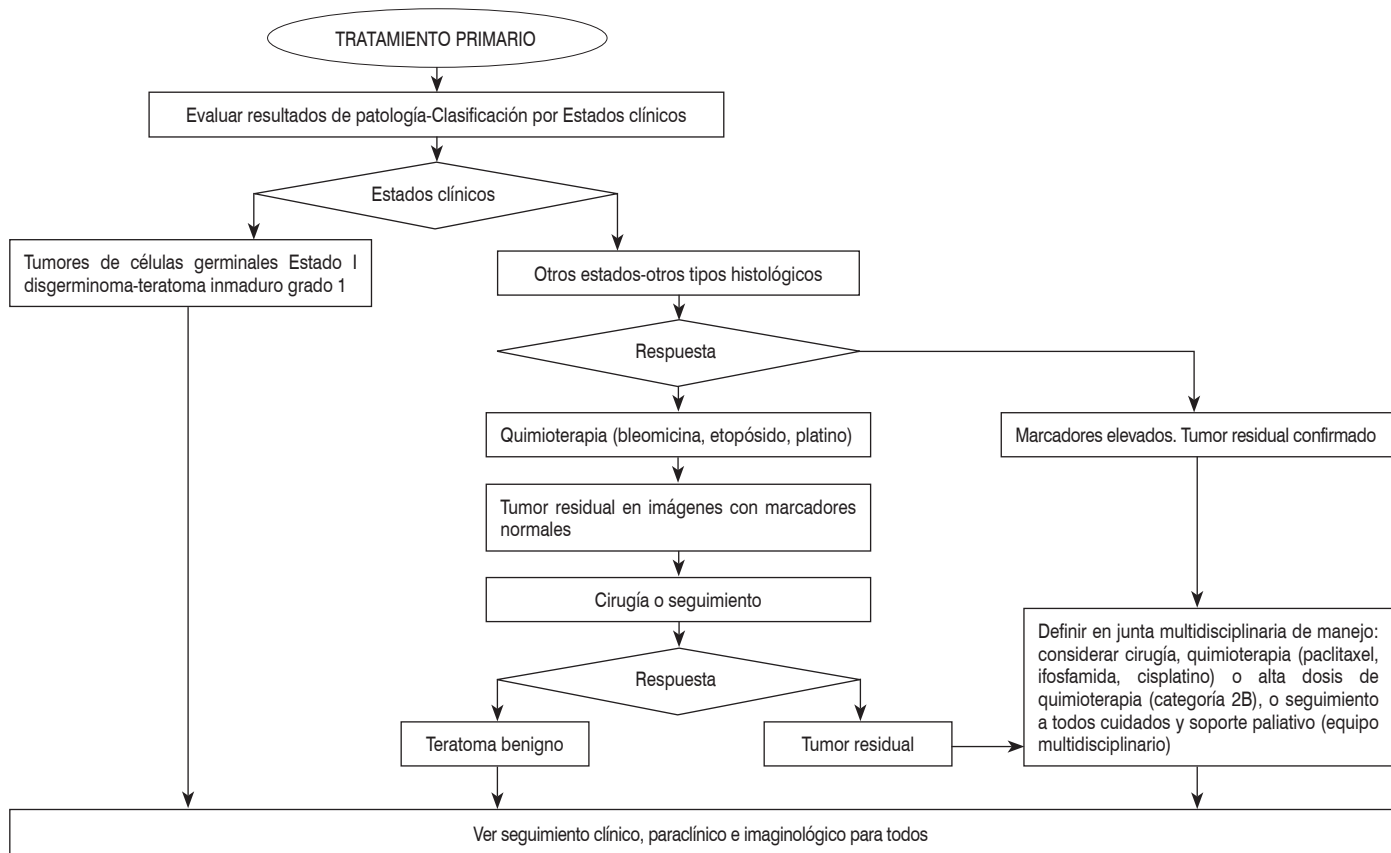 TRATAMIENTO PRIMARIO
Evaluar resultados de patología-Clasificación por Estados clínicos
Estados clínicos
Tumores de células germinales Estado I
disgerminoma-teratoma inmaduro grado 1
Otros estados-otros tipos histológicos
Respuesta
Quimioterapia (bleomicina, etopósido, platino)
Marcadores elevados. Tumor residual confirmado
Tumor residual en imágenes con marcadores
normales
Cirugía o seguimiento
Definir en junta multidisciplinaria de manejo:
considerar cirugía, quimioterapia (paclitaxel,
ifosfamida, cisplatino) o alta dosis de
quimioterapia (categoría 2B), o seguimiento
a todos cuidados y soporte paliativo (equipo
multidisciplinario)
Respuesta
Teratoma benigno
Tumor residual
Ver seguimiento clínico, paraclínico e imaginológico para todos